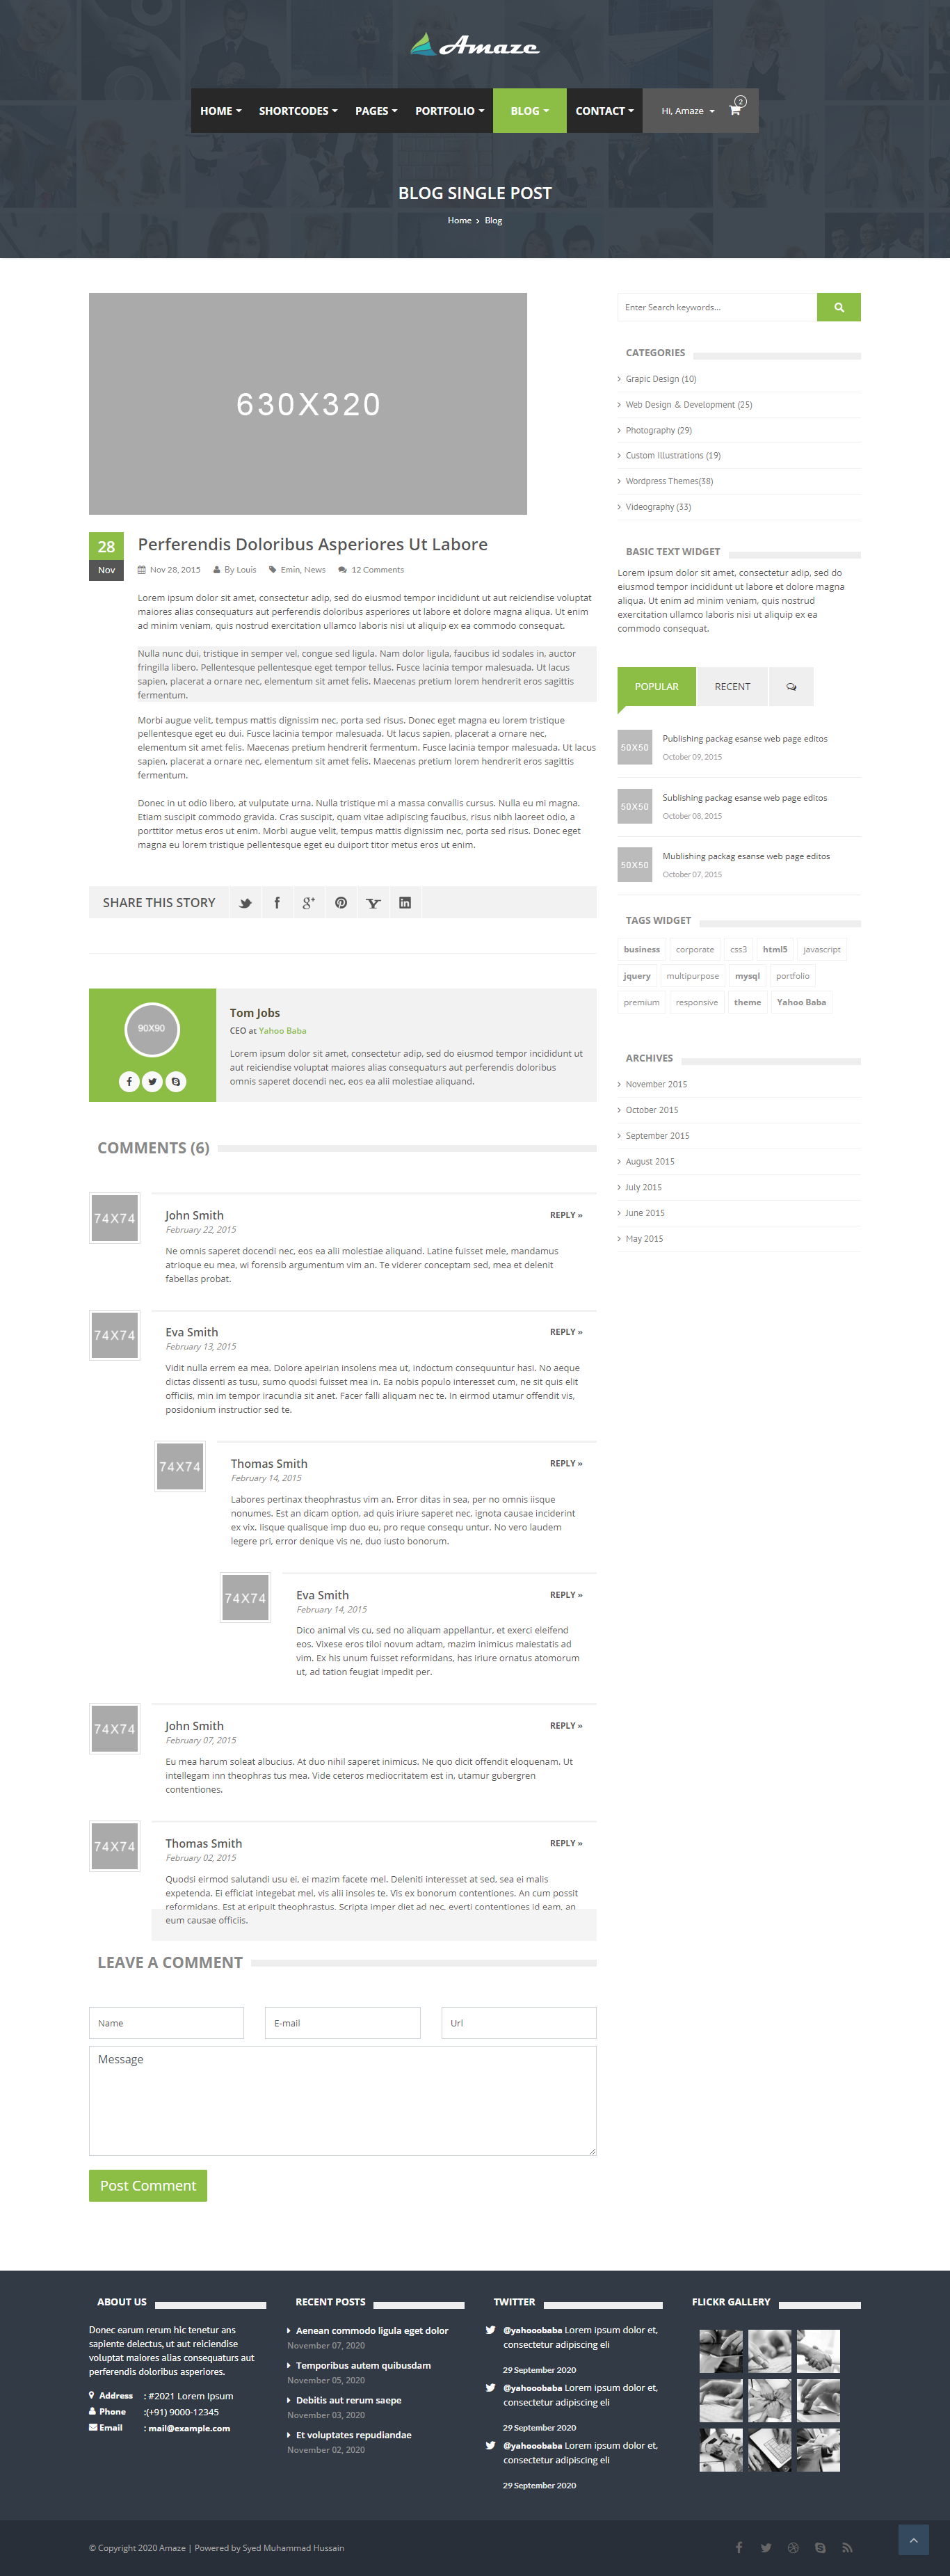 Amaze
HOME SHORTCODES PAGES PORTFOLIO BLOG CONTACT Hi, Amaze 2
BLOG SINGLE POST
Home > Blog
630X320
28
Nov
Perferendis Doloribus Asperiores Ut Labore
Nov 28, 2015 By Louis Emin, News 12 Comments
Lorem ipsum dolor sit amet, consectetur adip, sed do eiusmod tempor incididunt ut aut reiciendise voluptat
maiores alias consequaturs aut perferendis doloribus asperiores ut labore et dolore magna aliqua. Ut enim
ad minim veniam, quis nostrud exercitation ullamco laboris nisi ut aliquip ex ea commodo consequat.
Nulla nunc dui, tristique in semper vel, congue sed ligula. Nam dolor ligula, faucibus id sodales in, auctor
fringilla libero. Pellentesque pellentesque eget tempor tellus. Fusce lacinia tempor malesuada. Ut lacus
sapien, placerat a ornare nec, elementum sit amet felis. Maecenas pretium lorem hendrerit eros sagittis
fermentum.
Morbi augue velit, tempus mattis dignissim nec, porta sed risus. Donec eget magna eu lorem tristique
pellentesque eget eu dui. Fusce lacinia tempor malesuada. Ut lacus sapien, placerat a ornare nec,
elementum sit amet felis. Maecenas pretium hendrerit fermentum. Fusce lacinia tempor malesuada. Ut lacus
sapien, placerat a ornare nec, elementum sit amet felis. Maecenas pretium lorem hendrerit eros sagittis
fermentum.
Donec in ut odio libero, at vulputate urna. Nulla tristique mi a massa convallis cursus. Nulla eu mi magna.
Etiam suscipit commodo gravida. Cras suscipit, quam vitae adipiscing faucibus, risus nibh laoreet odio, a
porttitor metus eros ut enim. Morbi augue velit, tempus mattis dignissim nec, porta sed risus. Donec eget
magna eu lorem tristique pellentesque eget eu duiport titor metus eros ut enim.
SHARE THIS STORY
90X90
Tom Jobs
CEO at Yahoo Baba
Lorem ipsum dolor sit amet, consectetur adip, sed do eiusmod tempor incididunt ut
aut reiciendise voluptat maiores alias consequaturs aut perferendis doloribus
omnis saperet docendi nec, eos ea alii molestiae aliquand.
COMMENTS (6)
74X74
John Smith REPLY »
February 22, 2015
Ne omnis saperet docendi nec, eos ea alii molestiae aliquand. Latine fuisset mele, mandamus
atrioque eu mea, wi forensib argumentum vim an. Te viderer conceptam sed, mea et delenit
fabellas probat.
74X74
Eva Smith REPLY »
February 13, 2015
Vidit nulla errem ea mea. Dolore apeirian insolens mea ut, indoctum consequuntur hasi. No aeque
dictas dissenti as tusu, sumo quodsi fuisset mea in. Ea nobis populo interesset cum, ne sit quis elit
officiis, min im tempor iracundia sit anet. Facer falli aliquam nec te. In eirmod utamur offendit vis,
posidonium instructior sed te.
74X74
Thomas Smith REPLY »
February 14, 2015
Labores pertinax theophrastus vim an. Error ditas in sea, per no omnis iisque
nonumes. Est an dicam option, ad quis iriure saperet nec, ignota causae inciderint
ex vix. Iisque qualisque imp duo eu, pro reque consequ untur. No vero laudem
legere pri, error denique vis ne, duo iusto bonorum.
74X74
Eva Smith REPLY »
February 14, 2015
Dico animal vis cu, sed no aliquam appellantur, et exerci eleifend
eos. Vixese eros tiloi novum adtam, mazim inimicus maiestatis ad
vim. Ex his unum fuisset reformidans, has iriure ornatus atomorum
ut, ad tation feugiat impedit per.
74X74
John Smith REPLY »
February 07, 2015
Eu mea harum soleat albucius. At duo nihil saperet inimicus. Ne quo dicit offendit eloquenam. Ut
intellegam inn theophras tus mea. Vide ceteros mediocritatem est in, utamur gubergren
contentiones.
74X74
Thomas Smith REPLY »
February 02, 2015
Quodsi eirmod salutandi usu ei, ei mazim facete mel. Deleniti interesset at sed, sea ei malis
expetenda. Ei efficiat integebat mel, vis alii insoles te. Vis ex bonorum contentiones. An cum possit
reformidans. Est at eripuit theophrastus. Scripta imper diet ad nec, everti contentiones id eam, an
eum causae officiis.
LEAVE A COMMENT
Name E-mail Url
Message
Post Comment
Enter Search keywords...
CATEGORIES
Grapic Design (10)
Web Design & Development (25)
Photography (29)
Custom Illustrations (19)
Wordpress Themes(38)
Videography (33)
BASIC TEXT WIDGET
Lorem ipsum dolor sit amet, consectetur adip, sed do
eiusmod tempor incididunt ut labore et dolore magna
aliqua. Ut enim ad minim veniam, quis nostrud
exercitation ullamco laboris nisi ut aliquip ex ea
commodo consequat.
POPULAR RECENT
50X50
Publishing packag esanse web page editos
October 09, 2015
50X50
Sublishing packag esanse web page editos
October 08, 2015
50X50
Mublishing packag esanse web page editos
October 07, 2015
TAGS WIDGET
business corporate css3 html5 javascript
jquery multipurpose mysql portfolio
premium responsive theme Yahoo Baba
ARCHIVES
November 2015
October 2015
September 2015
August 2015
July 2015
June 2015
May 2015
ABOUT US
Donec earum rerum hic tenetur ans
sapiente delectus, ut aut reiciendise
voluptat maiores alias consequaturs aut
perferendis doloribus asperiores.
Address : #2021 Lorem Ipsum
Phone :(+91) 9000-12345
Email : mail@example.com
RECENT POSTS
Aenean commodo ligula eget dolor
November 07, 2020
Temporibus autem quibusdam
November 05, 2020
Debitis aut rerum saepe
November 03, 2020
Et voluptates repudiandae
November 02, 2020
TWITTER
@yahooobaba Lorem ipsum dolor et,
consectetur adipiscing eli
29 September 2020
@yahooobaba Lorem ipsum dolor et,
consectetur adipiscing eli
29 September 2020
@yahooobaba Lorem ipsum dolor et,
consectetur adipiscing eli
29 September 2020
FLICKR GALLERY
© Copyright 2020 Amaze | Powered by Syed Muhammad Hussain